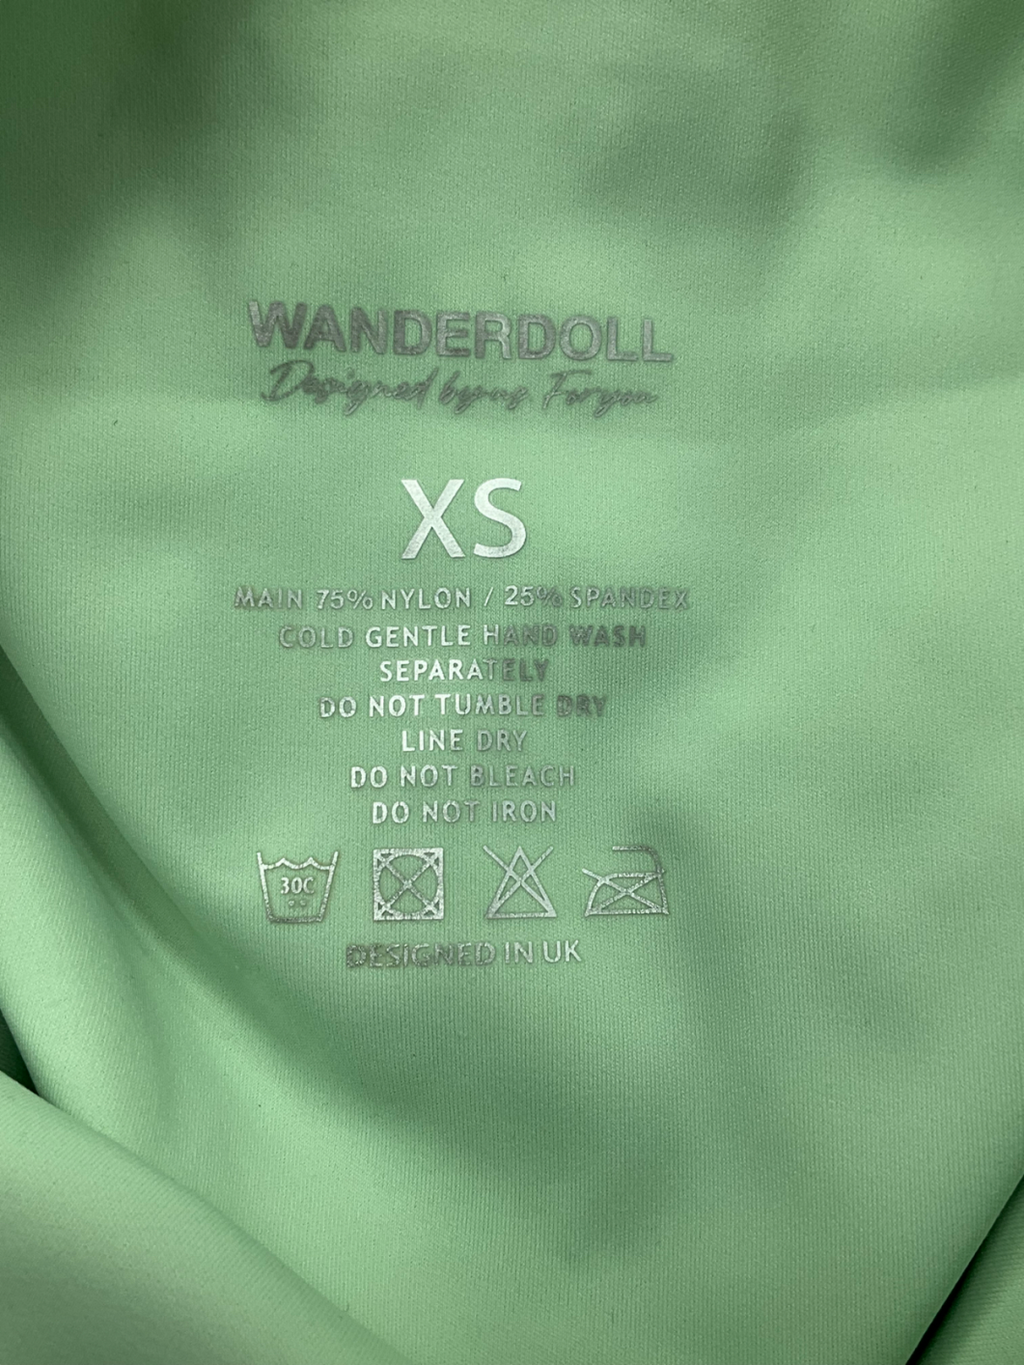 WANDERDOLL
Designed by us For you
XS
MAIN 75% NYLON / 25% SPANDEX
COLD GENTLE HAND WASH
SEPARATELY
DO NOT TUMBLE DRY
LINE DRY
DO NOT BLEACH
DO NOT IRON
30C
DESIGNED IN UK